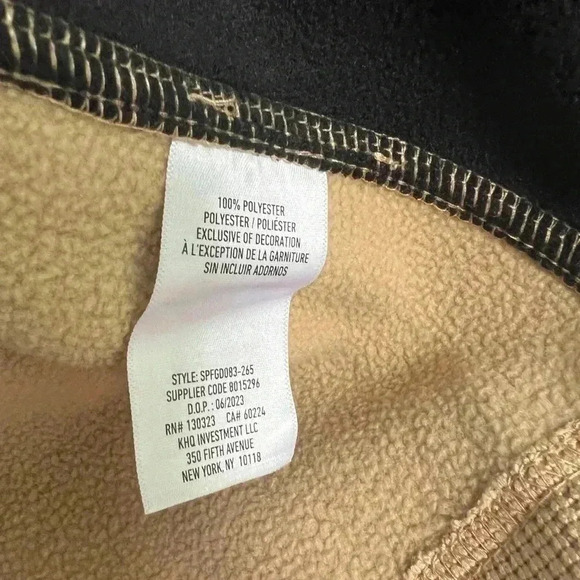 100% POLYESTER
POLYESTER / POLIÉSTER
EXCLUSIVE OF DECORATION
À L'EXCEPTION DE LA GARNITURE
SIN INCLUIR ADORNOS
STYLE: SPFGD083-265
SUPPLIER CODE 8015296
D.O.P.: 06/2023
RN# 130323 CA# 60224
KHQ INVESTMENT LLC
350 FIFTH AVENUE
NEW YORK, NY 10118